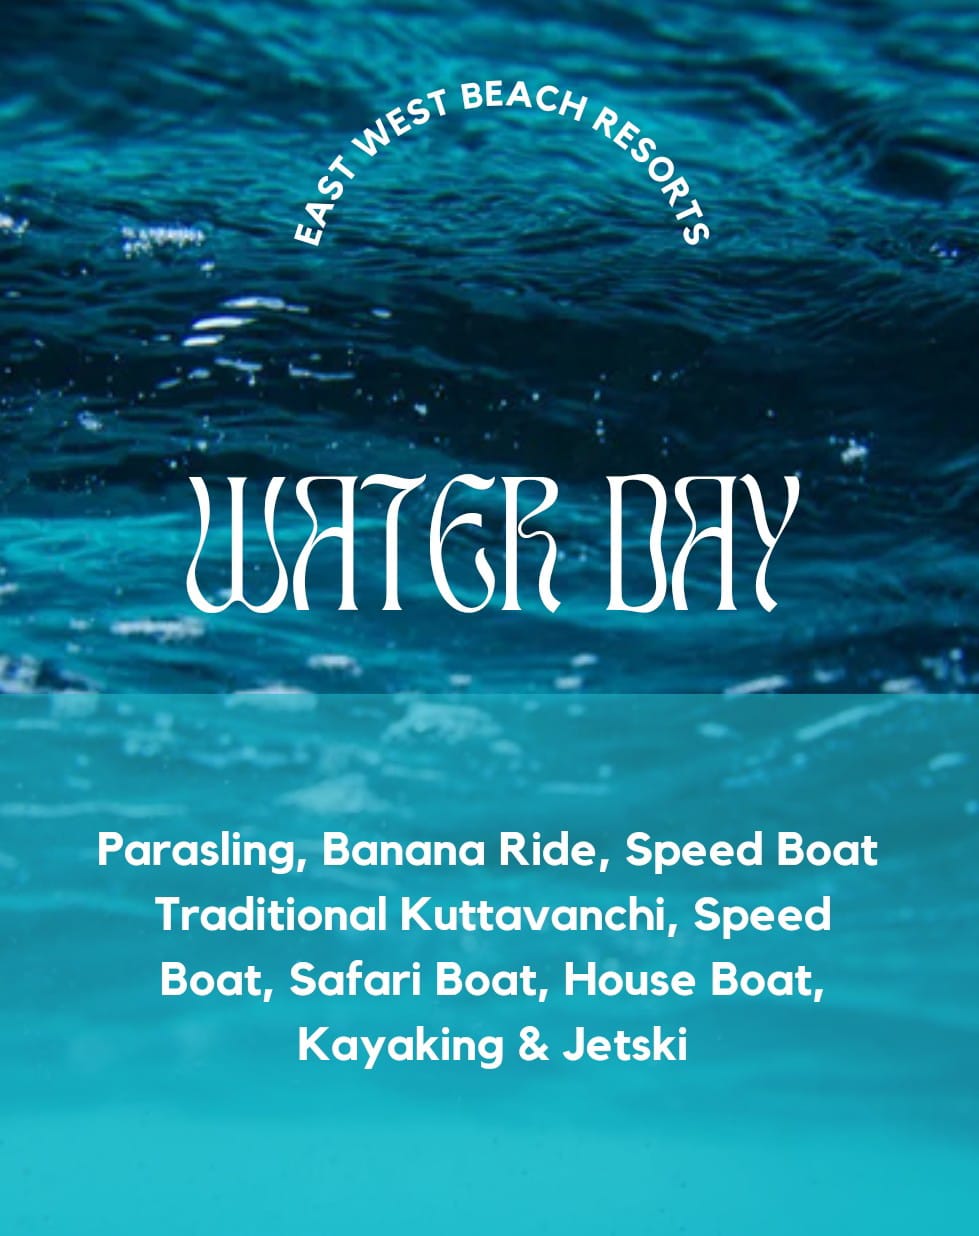 EAST WEST BEACH RESORTS
WATER DAY
Parasling, Banana Ride, Speed Boat
Traditional Kuttavanchi, Speed
Boat, Safari Boat, House Boat,
Kayaking & Jetski